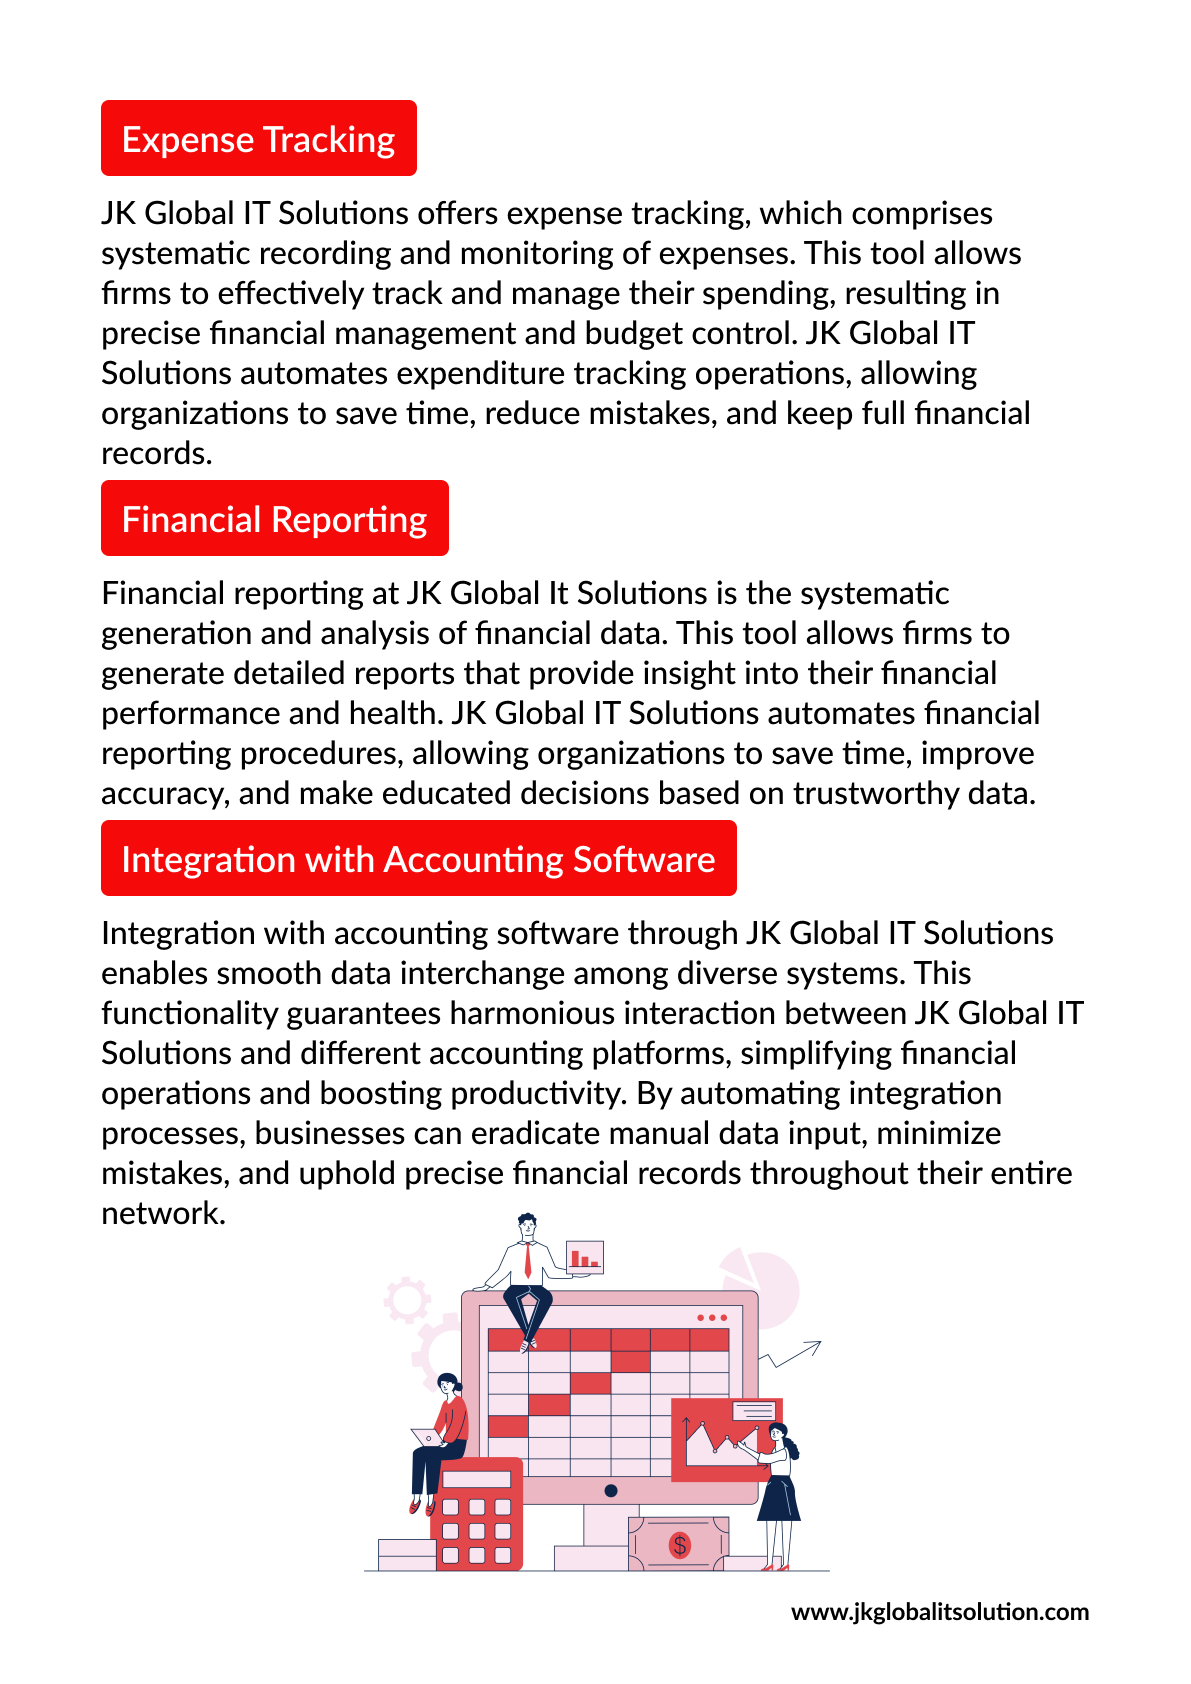 Expense Tracking
JK Global IT Solutions offers expense tracking, which comprises
systematic recording and monitoring of expenses. This tool allows
firms to effectively track and manage their spending, resulting in
precise financial management and budget control. JK Global IT
Solutions automates expenditure tracking operations, allowing
organizations to save time, reduce mistakes, and keep full financial
records.
Financial Reporting
Financial reporting at JK Global It Solutions is the systematic
generation and analysis of financial data. This tool allows firms to
generate detailed reports that provide insight into their financial
performance and health. JK Global IT Solutions automates financial
reporting procedures, allowing organizations to save time, improve
accuracy, and make educated decisions based on trustworthy data.
Integration with Accounting Software
Integration with accounting software through JK Global IT Solutions
enables smooth data interchange among diverse systems. This
functionality guarantees harmonious interaction between JK Global IT
Solutions and different accounting platforms, simplifying financial
operations and boosting productivity. By automating integration
processes, businesses can eradicate manual data input, minimize
mistakes, and uphold precise financial records throughout their entire
network.
$
www.jkglobalitsolution.com